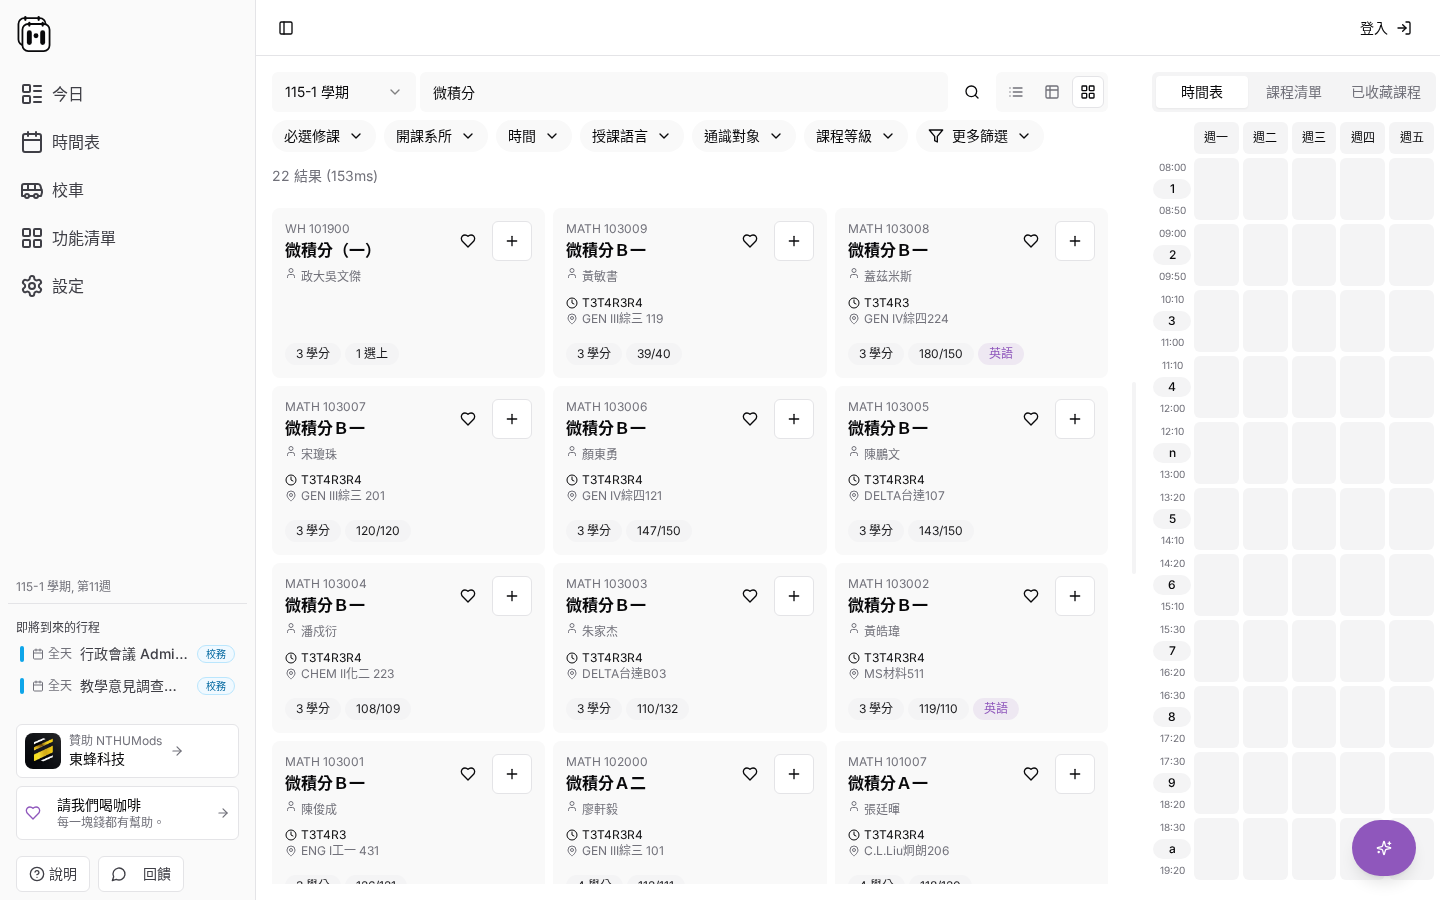 今日
時間表
校車
功能清單
設定
115-1 學期, 第11週
即將到來的行程
全天 行政會議 Admi... 校務
全天 教學意見調查... 校務
贊助 NTHUMods
東蜂科技
請我們喝咖啡
每一塊錢都有幫助。
說明
回饋
登入
115-1 學期
微積分
必選修課
開課系所
時間
授課語言
通識對象
課程等級
更多篩選
22 結果 (153ms)
WH 101900
微積分（一）
政大吳文傑
3 學分
1 選上
MATH 103009
微積分Ｂ一
黃敏書
T3T4R3R4
GEN III綜三 119
3 學分
39/40
MATH 103008
微積分Ｂ一
蓋茲米斯
T3T4R3
GEN IV綜四224
3 學分
180/150
英語
MATH 103007
微積分Ｂ一
宋瓊珠
T3T4R3R4
GEN III綜三 201
3 學分
120/120
MATH 103006
微積分Ｂ一
顏東勇
T3T4R3R4
GEN IV綜四121
3 學分
147/150
MATH 103005
微積分Ｂ一
陳鵬文
T3T4R3R4
DELTA台達107
3 學分
143/150
MATH 103004
微積分Ｂ一
潘戍衍
T3T4R3R4
CHEM II化二 223
3 學分
108/109
MATH 103003
微積分Ｂ一
朱家杰
T3T4R3R4
DELTA台達B03
3 學分
110/132
MATH 103002
微積分Ｂ一
黃皓瑋
T3T4R3R4
MS材料511
3 學分
119/110
英語
MATH 103001
微積分Ｂ一
陳俊成
T3T4R3
ENG I工一 431
MATH 102000
微積分Ａ二
廖軒毅
T3T4R3R4
GEN III綜三 101
MATH 101007
微積分Ａ一
張廷暉
T3T4R3R4
C.L.Liu炯朗206
時間表
課程清單
已收藏課程
週一
週二
週三
週四
週五
08:00
1
08:50
09:00
2
09:50
10:10
3
11:00
11:10
4
12:00
12:10
n
13:00
13:20
5
14:10
14:20
6
15:10
15:30
7
16:20
16:30
8
17:20
17:30
9
18:20
18:30
a
19:20